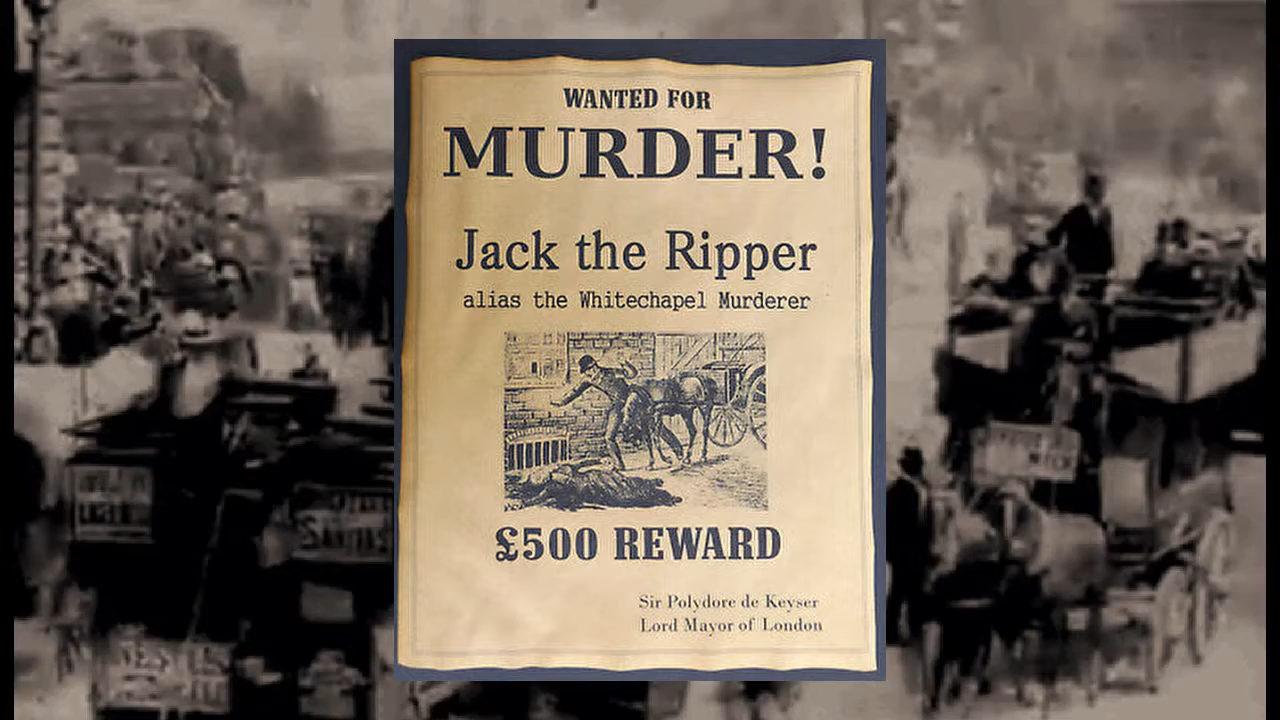 WANTED FOR
MURDER!
Jack the Ripper
alias the Whitechapel Murderer
£500 REWARD
Sir Polydore de Keyser
Lord Mayor of London